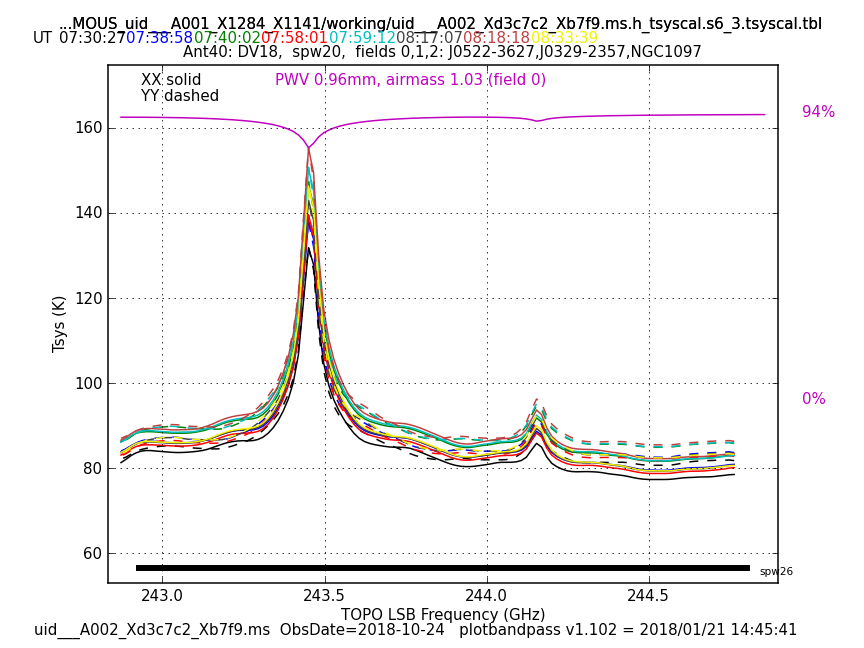 ...MOUS_uid___A001_X1284_X1141/working/uid___A002_Xd3c7c2_Xb7f9.ms.h_tsyscal.s6_3.tsyscal.tbl
UT 07:30:27 07:38:58 07:40:02 07:58:01 07:59:12 08:17:07 08:18:18 08:33:39
Ant40: DV18, spw20, fields 0,1,2: J0522-3627,J0329-2357,NGC1097
XX solid
PWV 0.96mm, airmass 1.03 (field 0)
YY dashed
94%
160
140
120
100
80
60
0%
Tsys (K)
spw26
243.0 243.5 244.0 244.5
TOPO LSB Frequency (GHz)
uid___A002_Xd3c7c2_Xb7f9.ms ObsDate=2018-10-24 plotbandpass v1.102 = 2018/01/21 14:45:41